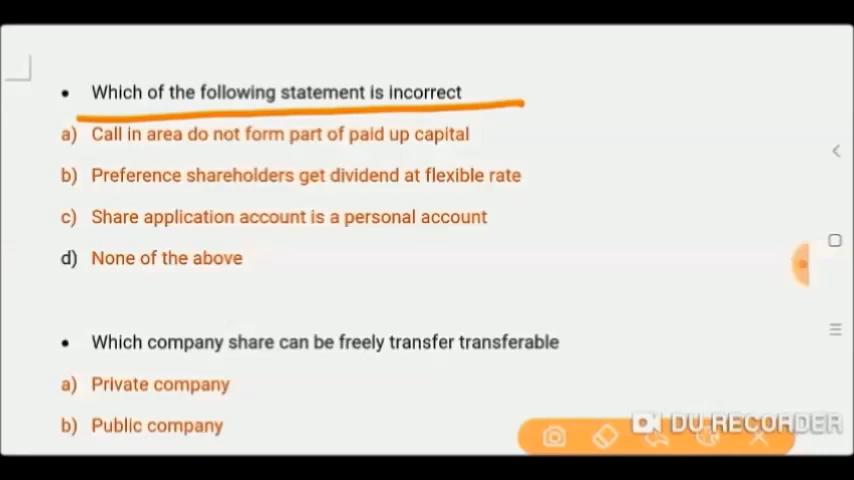 • Which of the following statement is incorrect
a) Call in area do not form part of paid up capital
b) Preference shareholders get dividend at flexible rate
c) Share application account is a personal account
d) None of the above
• Which company share can be freely transfer transferable
a) Private company
b) Public company
DU RECORDER